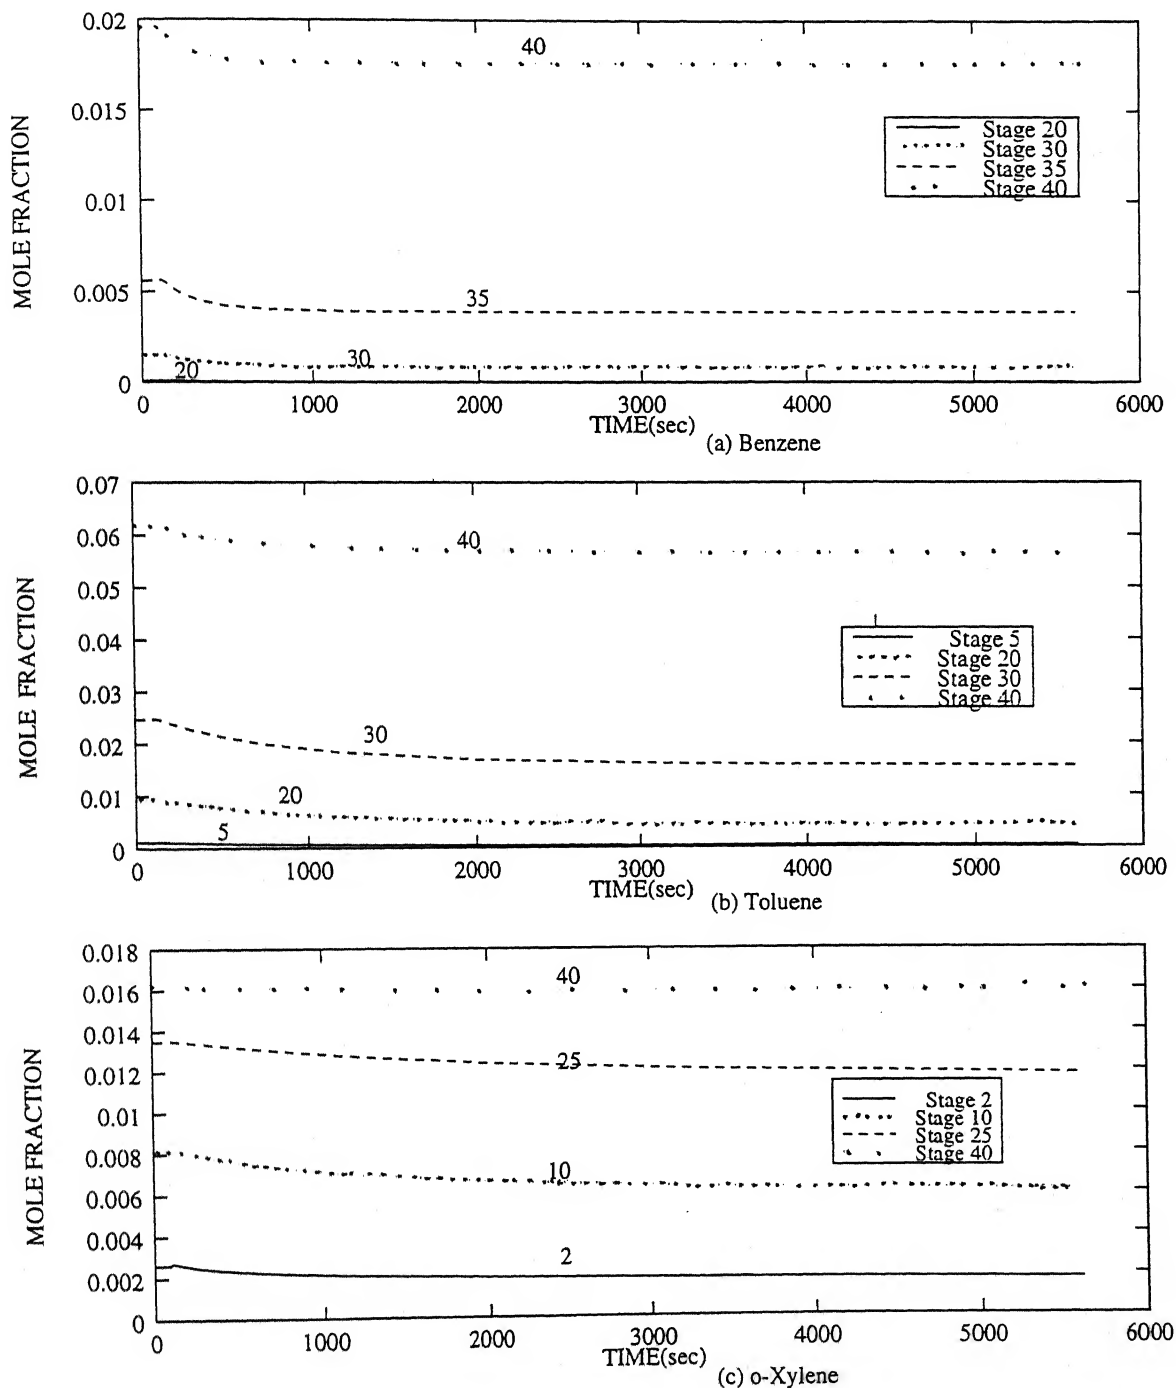 0.02
40
0.015
Stage 20
Stage 30
Stage 35
Stage 40
MOLE FRACTION
0.01
0.005
35
30
20
0
0 1000 2000 3000 4000 5000 6000
TIME(sec)
(a) Benzene
0.07
0.06
40
0.05
0.04
Stage 5
Stage 20
Stage 30
Stage 40
MOLE FRACTION
0.03
30
0.02
20
0.01
5
0
0 1000 2000 3000 4000 5000 6000
TIME(sec)
(b) Toluene
0.018
40
0.016
0.014
25
0.012
Stage 2
Stage 10
Stage 25
Stage 40
0.01
MOLE FRACTION
0.008
10
0.006
0.004
2
0.002
0
0 1000 2000 3000 4000 5000 6000
TIME(sec)
(c) o-Xylene